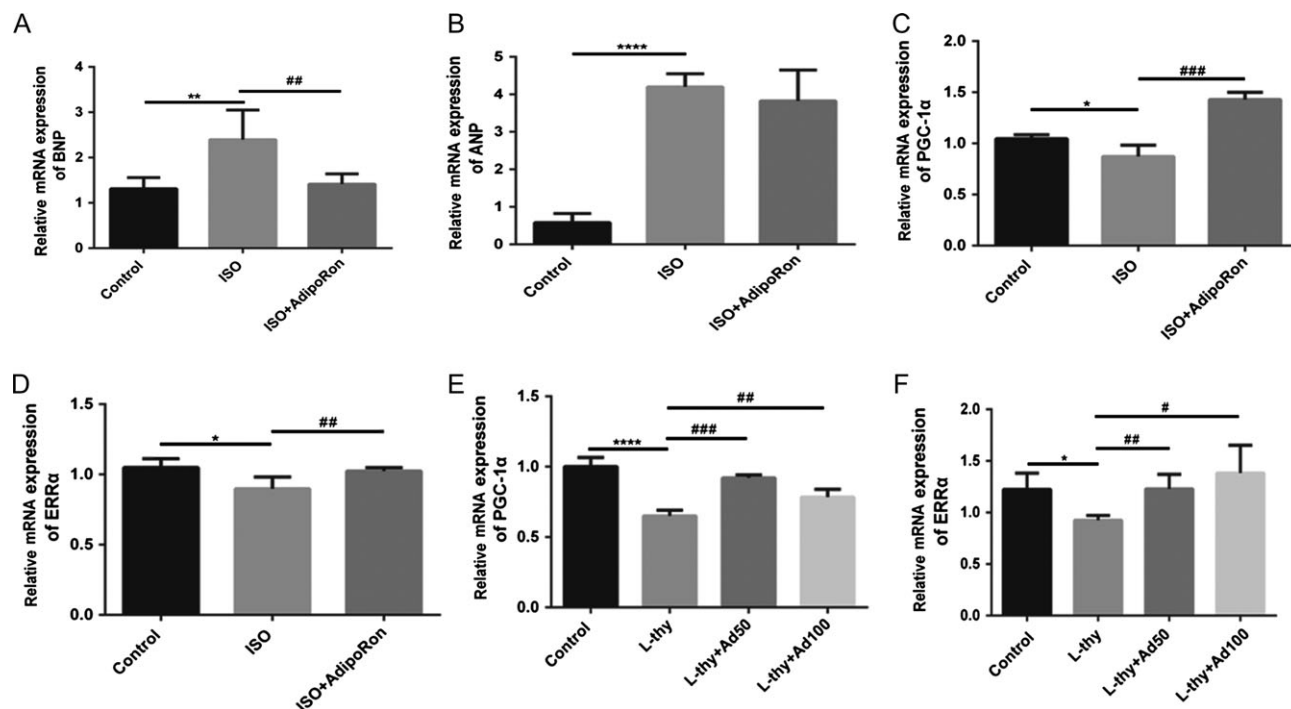 A
Relative mRNA expression
of BNP
4
3
2
1
0
**
##
Control
ISO
ISO+AdipoRon
B
Relative mRNA expression
of ANP
5
4
3
2
1
0
****
Control
ISO
ISO+AdipoRon
C
Relative mRNA expression
of PGC-1α
2.0
1.5
1.0
0.5
0.0
*
###
Control
ISO
ISO+AdipoRon
D
Relative mRNA expression
of ERRα
1.5
1.0
0.5
0.0
*
##
Control
ISO
ISO+AdipoRon
E
Relative mRNA expression
of PGC-1α
1.5
1.0
0.5
0.0
##
****
###
Control
L-thy
L-thy+Ad50
L-thy+Ad100
F
Relative mRNA expression
of ERRα
2.0
1.5
1.0
0.5
0.0
#
*
##
Control
L-thy
L-thy+Ad50
L-thy+Ad100